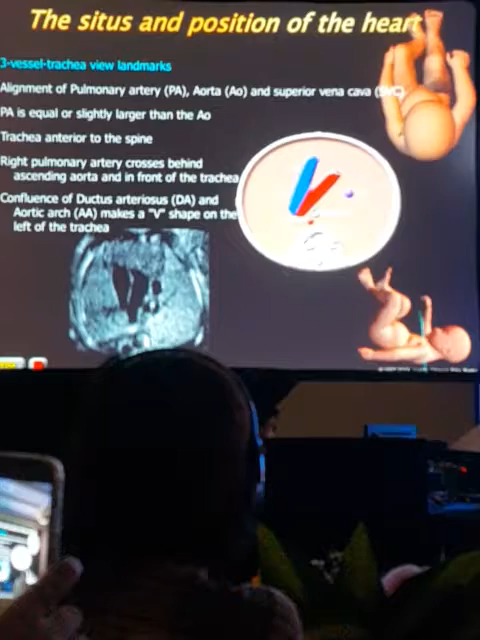 The situs and position of the heart
3-vessel-trachea view landmarks
Alignment of Pulmonary artery (PA), Aorta (Ao) and superior vena cava (SVC)
PA is equal or slightly larger than the Ao
Trachea anterior to the spine
Right pulmonary artery crosses behind
ascending aorta and in front of the trachea
Confluence of Ductus arteriosus (DA) and
Aortic arch (AA) makes a "V" shape on the
left of the trachea